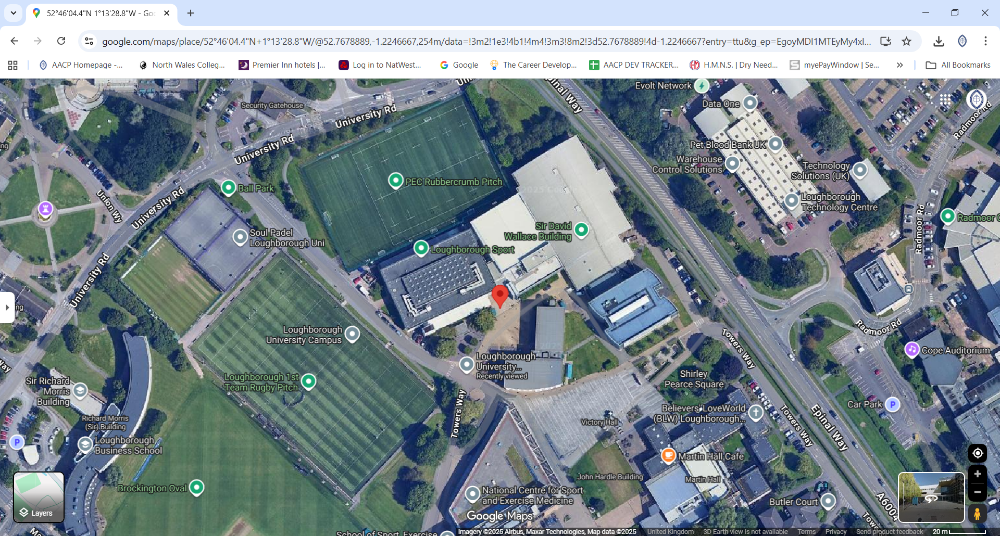 52°46'04.4"N 1°13'28.8"W - Goo
google.com/maps/place/52°46'04.4"N+1°13'28.8"W/@52.7678889,-1.2246667,254m/data=!3m2!1e3!4b1!4m4!3m3!8m2!3d52.7678889!4d-1.2246667?entry=ttu&g_ep=EgoyMDI1MTEyMy4xI...
AACP Homepage -...
North Wales Colleg...
Premier Inn hotels |...
Log in to NatWest...
Google
The Career Develop...
AACP DEV TRACKER...
H.M.N.S. | Dry Need...
myePayWindow | Se...
All Bookmarks
Epinal Way
Evolt Network
Data One
Security Gatehouse
University Rd
University Rd
Radmoor Rd
Pet Blood Bank UK
Warehouse
Control Solutions
Technology
Solutions (UK)
PEC Rubbercrumb Pitch
Ball Park
Union Wy
University Rd
Loughborough
Technology Centre
Radmoor Rd
Radmoor C
Sir David
Wallace Building
Soul Padel
Loughborough Uni
Loughborough Sport
University Rd
ng
ng
Loughborough
University Campus
Radmoor Rd
Towers Way
Cope Auditorium
Loughborough
University...
Recently viewed
Loughborough 1st
Team Rugby Pitch
Shirley
Pearce Square
Way
Sir Richard
Morris
Building
Car Park
P
Believers' LoveWorld
(BLW) Loughborough...
Towers Way
Victory Hall
Richard Morris
(Sir) Building
Towers Way
Epinal Way
P
Loughborough
Business School
Martin Hall Cafe
John Hardle Building
Martin Hall
Brockington Oval
National Centre for Sport
and Exercise Medicine
Butler Court
A6004
Layers
Google Maps
School of Sport, Exercise
Imagery ©2025 Airbus, Maxar Technologies, Map data ©2025
United Kingdom
3D Earth view is not available
Terms
Privacy
Send product feedback
20 m